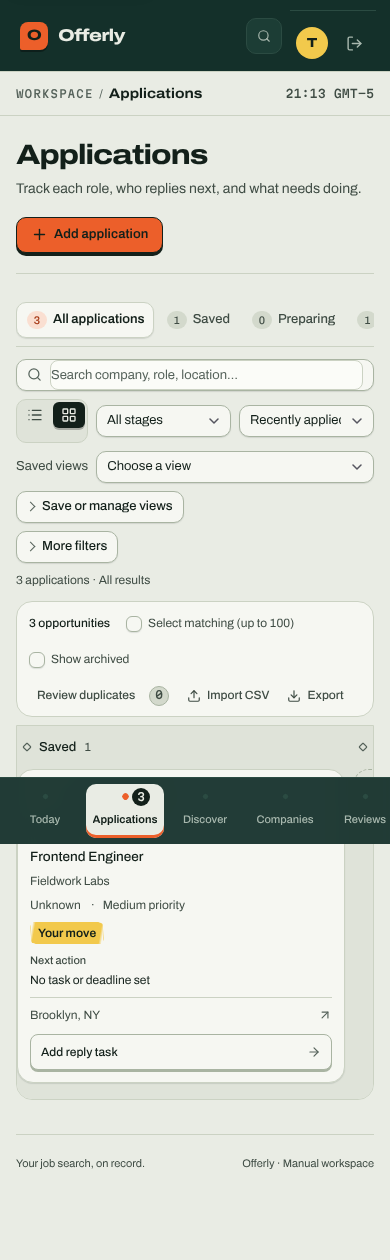 O Offerly
T
WORKSPACE / Applications 21:13 GMT−5
Applications
Track each role, who replies next, and what needs doing.
+ Add application
3 All applications 1 Saved 0 Preparing 1
Search company, role, location...
All stages
Saved views Choose a view
Save or manage views
More filters
3 applications · All results
3 opportunities Select matching (up to 100)
Show archived
Review duplicates 0 Import CSV Export
Saved 1
3
Today Applications Discover Companies Reviews
Frontend Engineer
Fieldwork Labs
Unknown · Medium priority
Your move
Next action
No task or deadline set
Brooklyn, NY
Add reply task
Your job search, on record. Offerly · Manual workspace